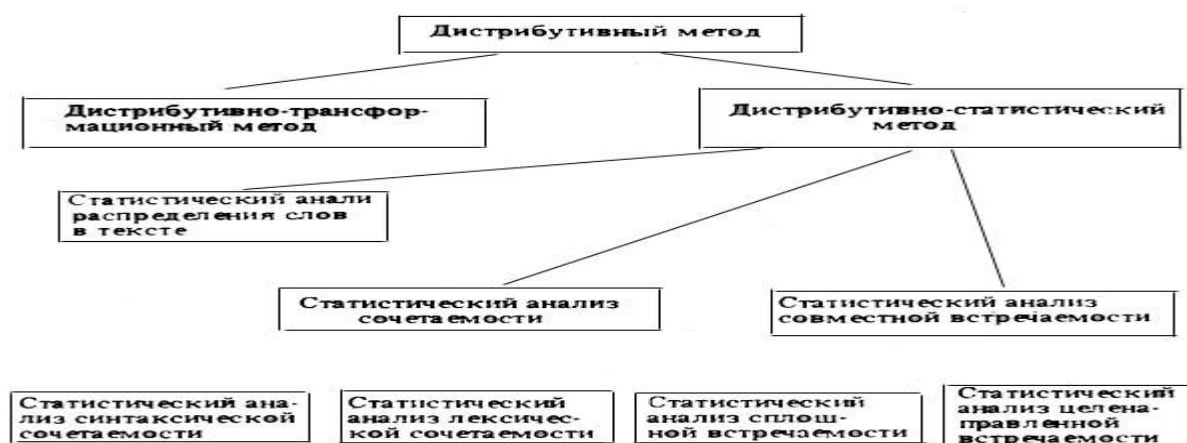 Дистрибутивный метод
Дистрибутивно-трансфор-
мационный метод
Дистрибутивно-статистический
метод
Статистический анали
распределения слов
в тексте
Статистический анализ
сочетаемости
Статистический анализ
совместной встречаемости
Статистический ана-
лиз синтаксической
сочетаемости
Статистический
анализ лексичес-
кой сочетаемости
Статистический
анализ сплош-
ной встречаемости
Статистический
анализ целена-
правленной
встречаемости